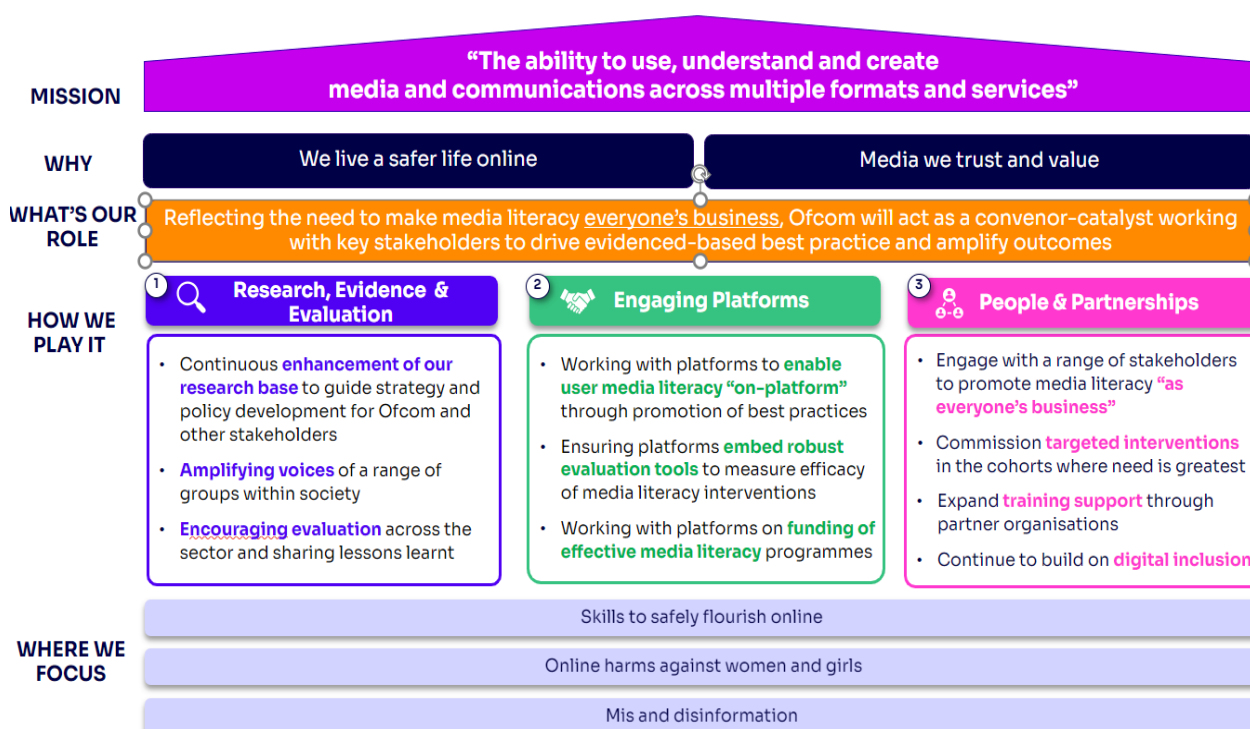 “The ability to use, understand and create
media and communications across multiple formats and services”
MISSION
WHY
We live a safer life online
Media we trust and value
WHAT’S OUR
ROLE
Reflecting the need to make media literacy everyone’s business, Ofcom will act as a convenor-catalyst working
with key stakeholders to drive evidenced-based best practice and amplify outcomes
HOW WE
PLAY IT
1
Research, Evidence &
Evaluation
• Continuous enhancement of our
research base to guide strategy and
policy development for Ofcom and
other stakeholders
• Amplifying voices of a range of
groups within society
• Encouraging evaluation across the
sector and sharing lessons learnt
2
Engaging Platforms
• Working with platforms to enable
user media literacy “on-platform”
through promotion of best practices
• Ensuring platforms embed robust
evaluation tools to measure efficacy
of media literacy interventions
• Working with platforms on funding of
effective media literacy programmes
3
People & Partnerships
• Engage with a range of stakeholders
to promote media literacy “as
everyone’s business”
• Commission targeted interventions
in the cohorts where need is greatest
• Expand training support through
partner organisations
• Continue to build on digital inclusion
WHERE WE
FOCUS
Skills to safely flourish online
Online harms against women and girls
Mis and disinformation